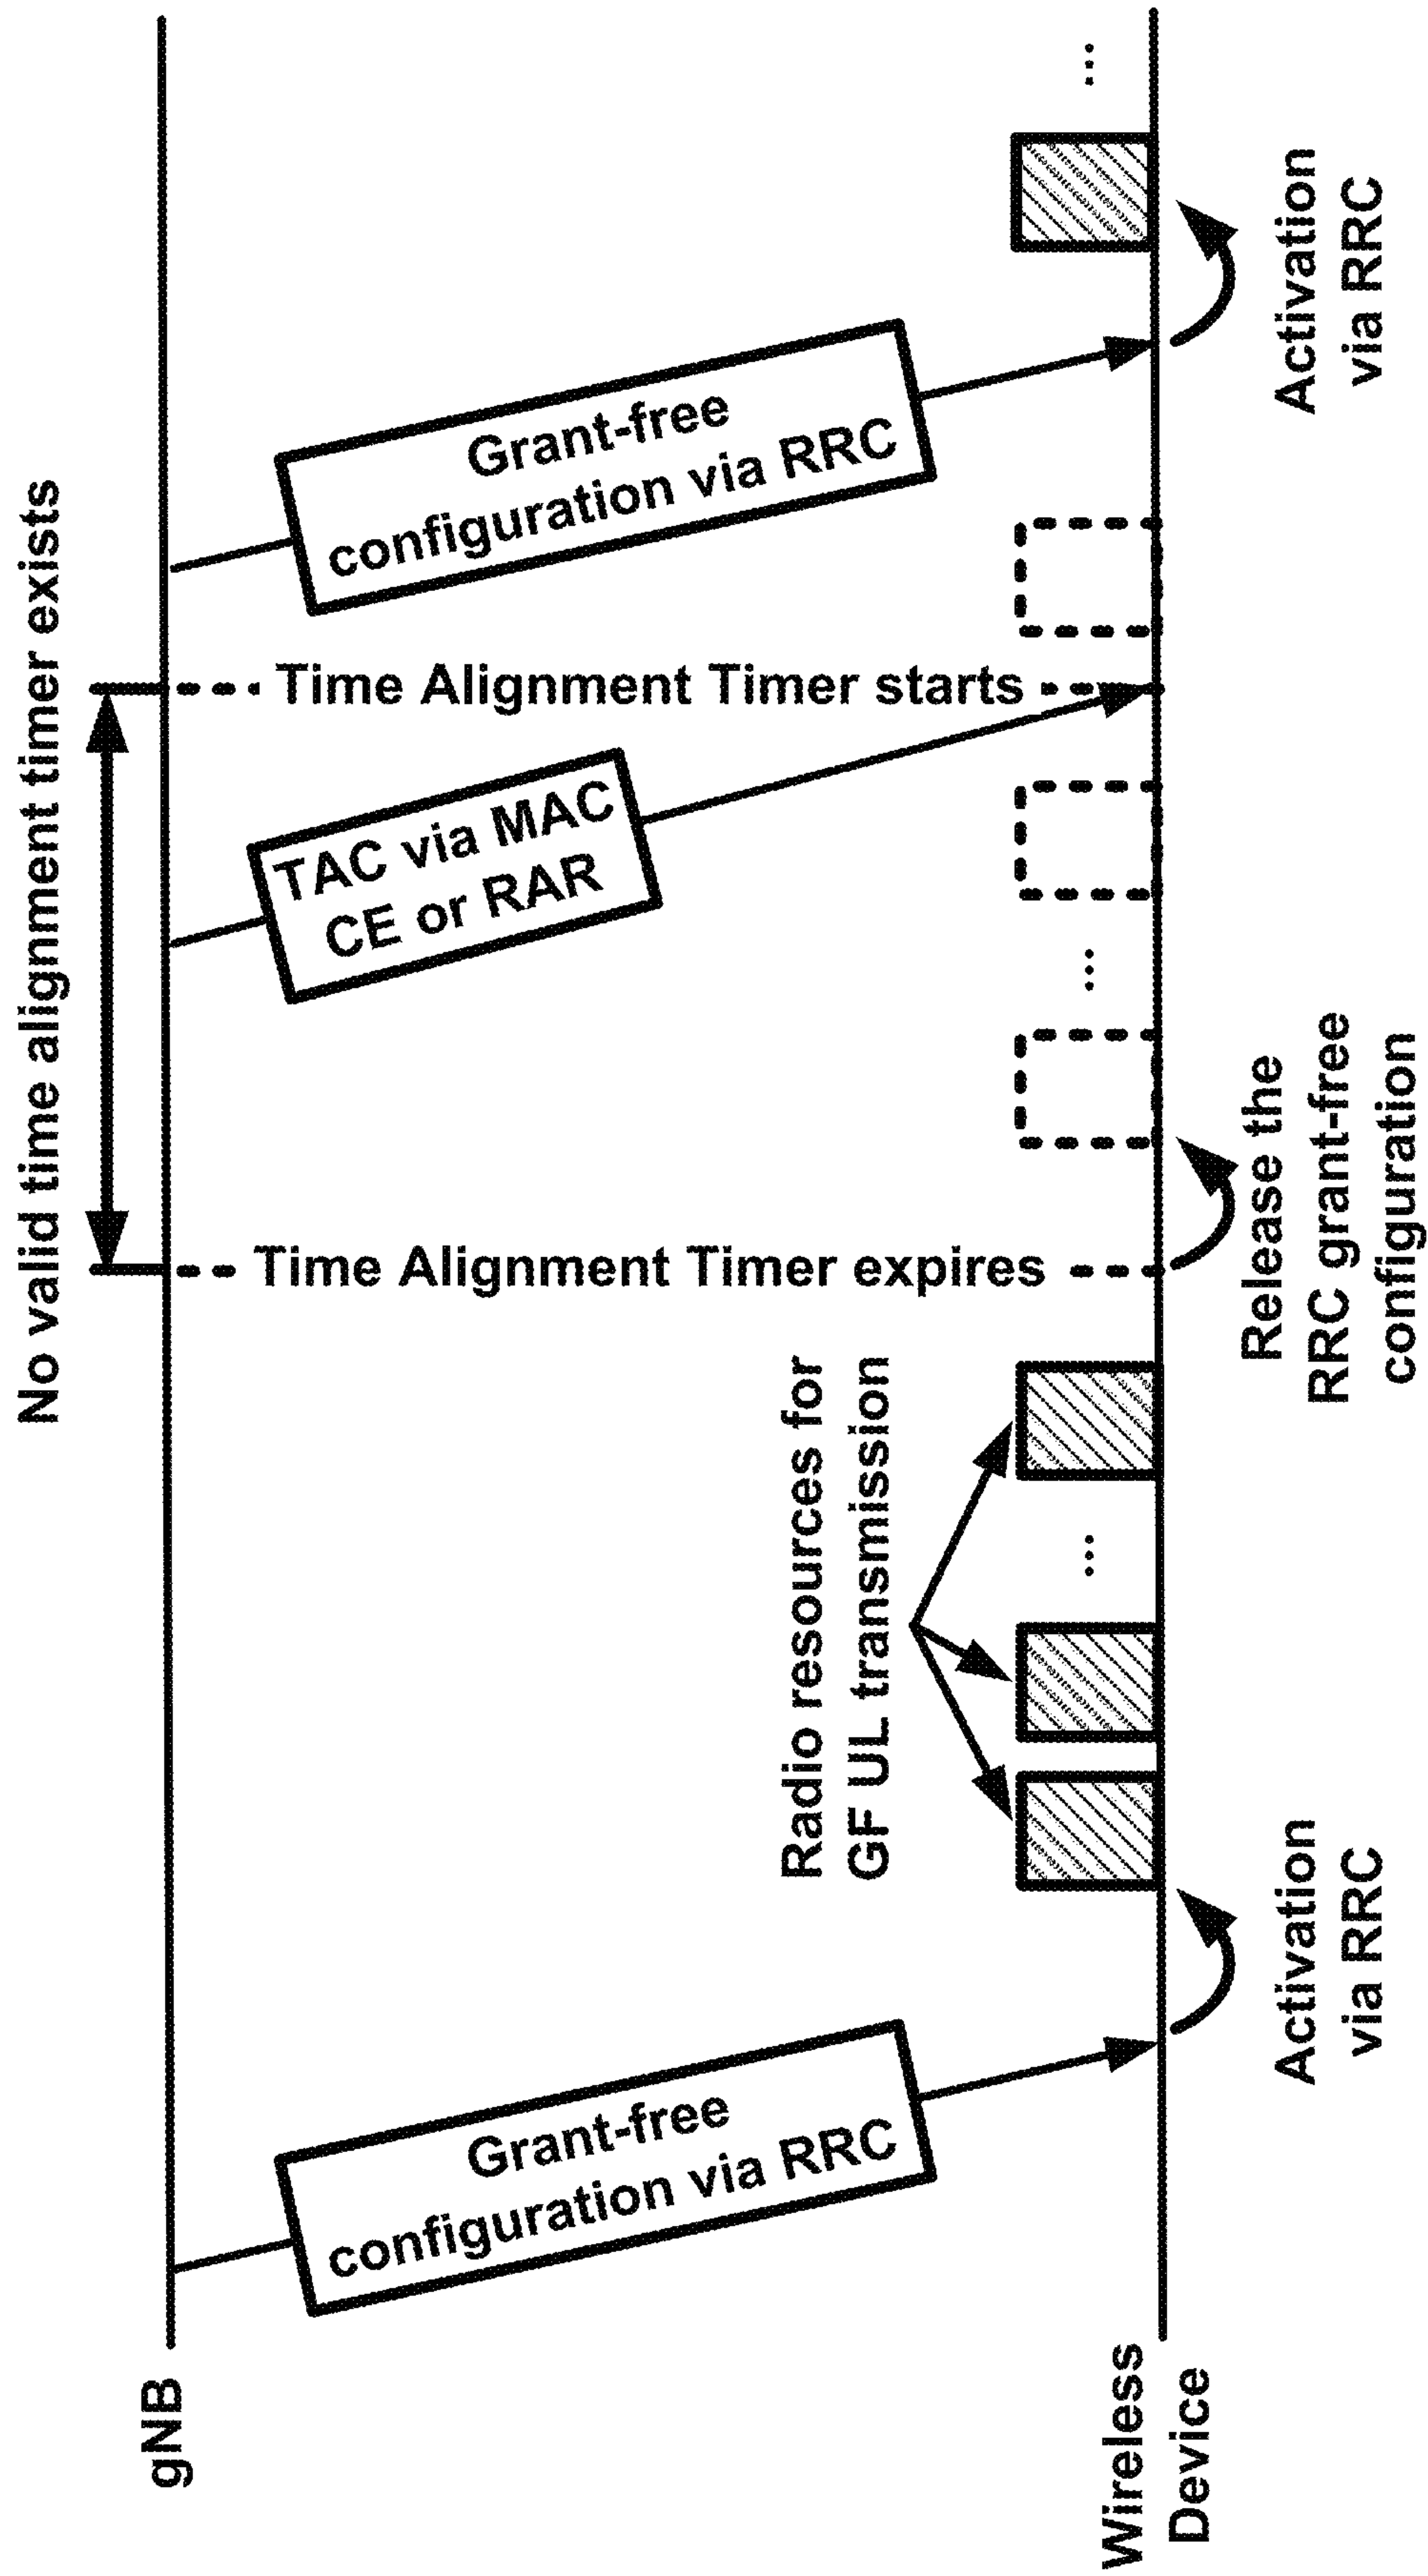 No valid time alignment timer exists
gNB
Grant-free
configuration via RRC
Time Alignment Timer expires
TAC via MAC
CE or RAR
Time Alignment Timer starts
Grant-free
configuration via RRC
Radio resources for
GF UL transmission
...
...
...
Wireless
Device
Activation
via RRC
Release the
RRC grant-free
configuration
Activation
via RRC